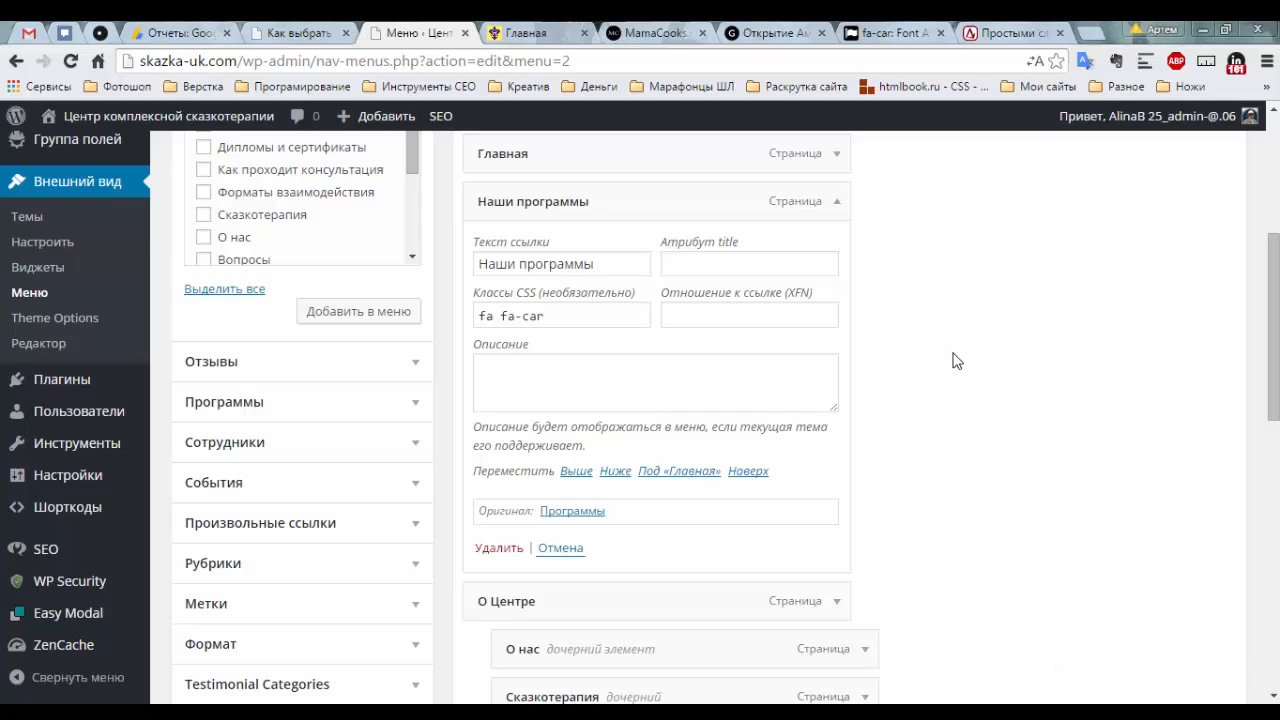 Отчеты: Goo
Как выбрать
Меню ‹ Цент
Главная
MamaCooks.
Открытие Ам
fa-car: Font A
Простыми сл
Артем
skazka-uk.com/wp-admin/nav-menus.php?action=edit&menu=2
ABP
101
Сервисы
Фотошоп
Верстка
Програмирование
Инструменты СЕО
Креатив
Деньги
Марафонцы ШЛ
Раскрутка сайта
htmlbook.ru - CSS - ...
Мои сайты
Разное
Ножи
Центр комплексной сказкотерапии
0
Добавить
SEO
Привет, AlinaB 25_admin-@.06
Группа полей
Внешний вид
Темы
Настроить
Виджеты
Меню
Theme Options
Редактор
Плагины
Пользователи
Инструменты
Настройки
Шорткоды
SEO
WP Security
Easy Modal
ZenCache
Свернуть меню
Дипломы и сертификаты
Как проходит консультация
Форматы взаимодействия
Сказкотерапия
О нас
Вопросы
Выделить все
Добавить в меню
Отзывы
Программы
Сотрудники
События
Произвольные ссылки
Рубрики
Метки
Формат
Testimonial Categories
Главная
Страница
Наши программы
Страница
Текст ссылки
Атрибут title
Наши программы
Классы CSS (необязательно)
Отношение к ссылке (XFN)
fa fa-car
Описание
Описание будет отображаться в меню, если текущая тема
его поддерживает.
Переместить Выше Ниже Под «Главная» Наверх
Оригинал: Программы
Удалить | Отмена
О Центре
Страница
О нас дочерний элемент
Страница
Сказкотерапия дочерний
Страница